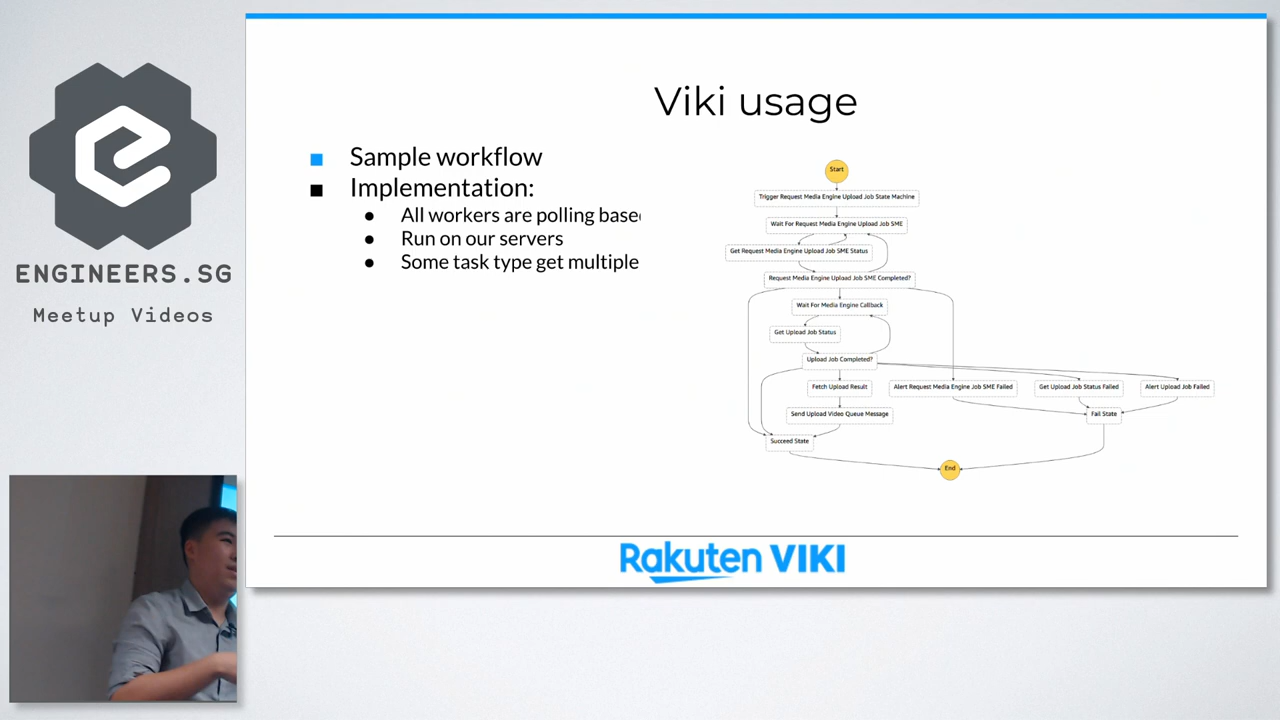 ENGINEERS.SG
Meetup Videos
Viki usage
Sample workflow
Implementation:
All workers are polling base
Run on our servers
Some task type get multiple
Start
Trigger Request Media Engine Upload Job State Machine
Wait For Request Media Engine Upload Job SME
Get Request Media Engine Upload Job SME Status
Request Media Engine Upload Job SME Completed?
Wait For Media Engine Callback
Get Upload Job Status
Upload Job Completed?
Fetch Upload Result
Alert Request Media Engine Job SME Failed
Get Upload Job Status Failed
Alert Upload Job Failed
Send Upload Video Queue Message
Fail State
Succeed State
End
Rakuten VIKI